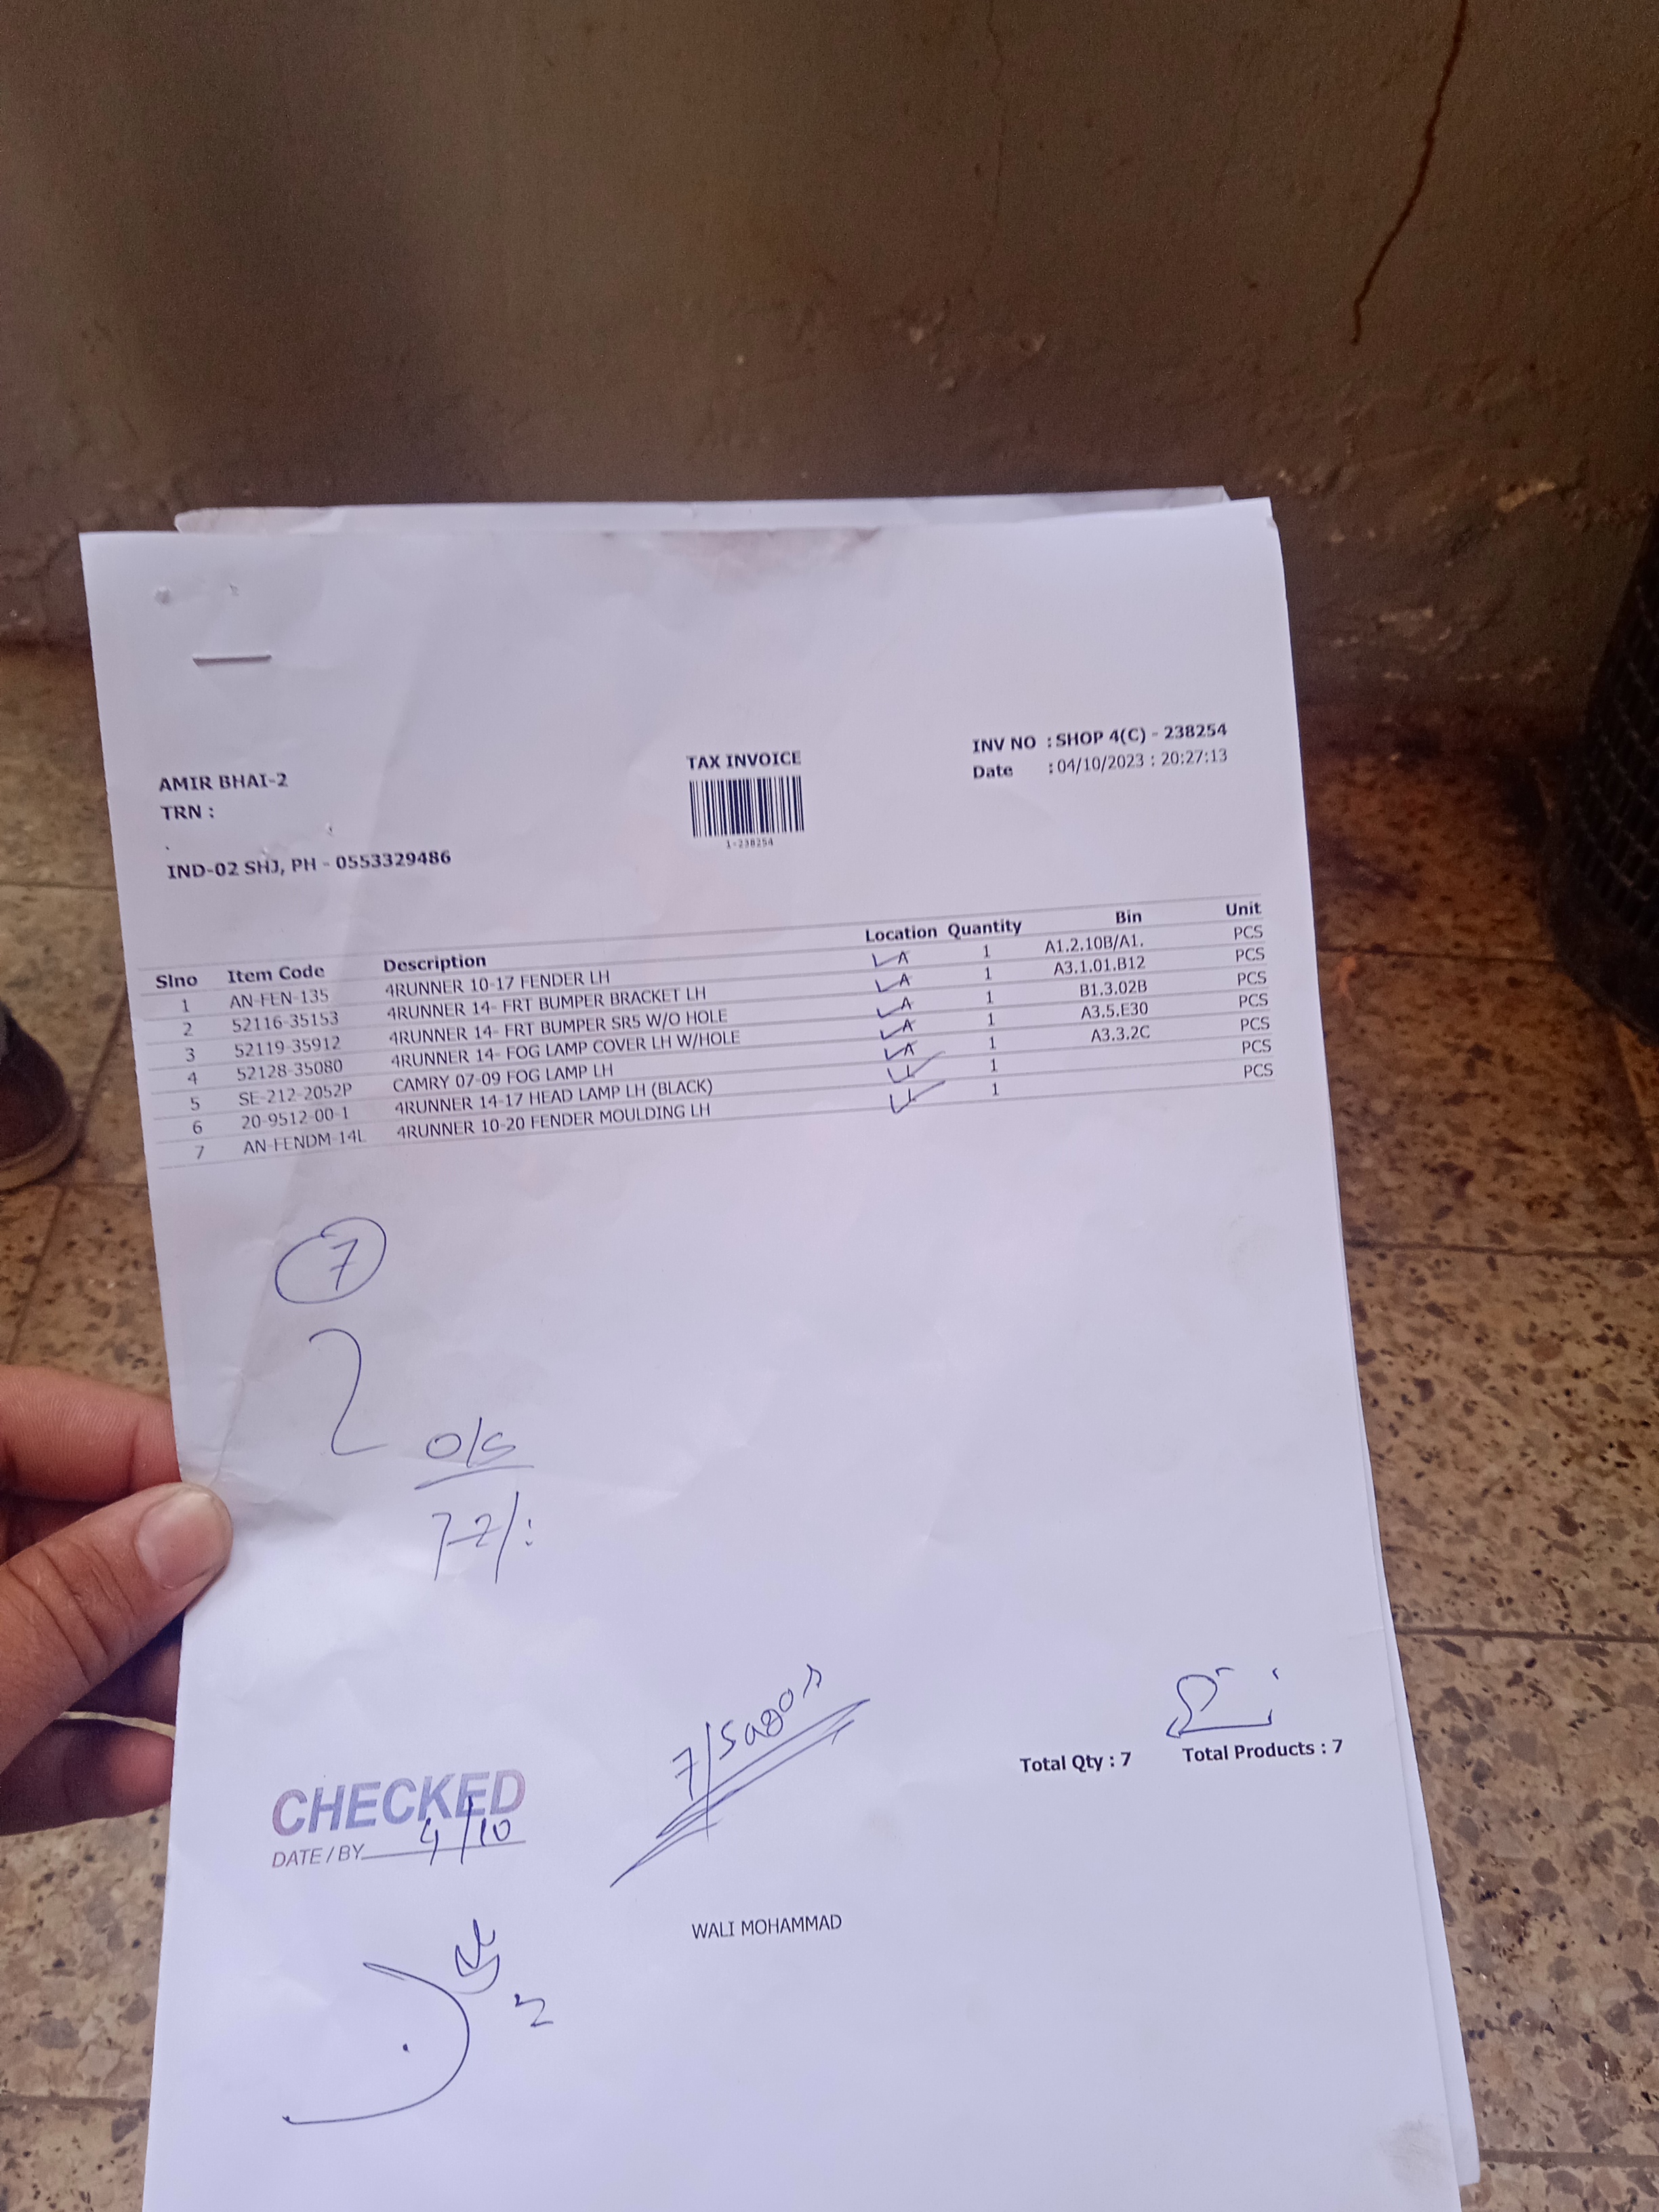 TAX INVOICE
INV NO : SHOP 4(C) - 238254
Date : 04/10/2023 : 20:27:13
AMIR BHAI-2
TRN :
.
1-238254
IND-02 SHJ, PH - 0553329486
Slno Item Code Description Location Quantity Bin Unit
1 AN-FEN-135 4RUNNER 10-17 FENDER LH A 1 A1.2.10B/A1. PCS
2 52116-35153 4RUNNER 14- FRT BUMPER BRACKET LH A 1 A3.1.01.B12 PCS
3 52119-35912 4RUNNER 14- FRT BUMPER SR5 W/O HOLE A 1 B1.3.02B PCS
4 52128-35080 4RUNNER 14- FOG LAMP COVER LH W/HOLE A 1 A3.5.E30 PCS
5 SE-212-2052P CAMRY 07-09 FOG LAMP LH A 1 A3.3.2C PCS
6 20-9512-00-1 4RUNNER 14-17 HEAD LAMP LH (BLACK) 1 PCS
7 AN-FENDM-14L 4RUNNER 10-20 FENDER MOULDING LH 1 PCS
7
2
O/S
7-2/:
7/Sagor
Total Qty : 7 Total Products : 7
CHECKED
DATE / BY 4/10
WALI MOHAMMAD